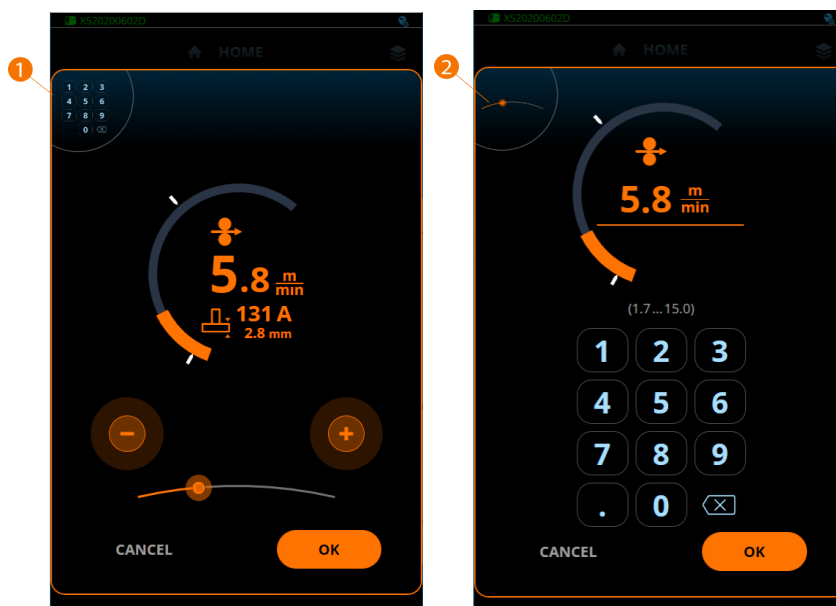 X520200602D
HOME
1
1 2 3
4 5 6
7 8 9
0
5.8 m/min
131 A
2.8 mm
CANCEL
OK
X520200602D
HOME
2
5.8 m/min
(1.7...15.0)
1 2 3
4 5 6
7 8 9
. 0
CANCEL
OK